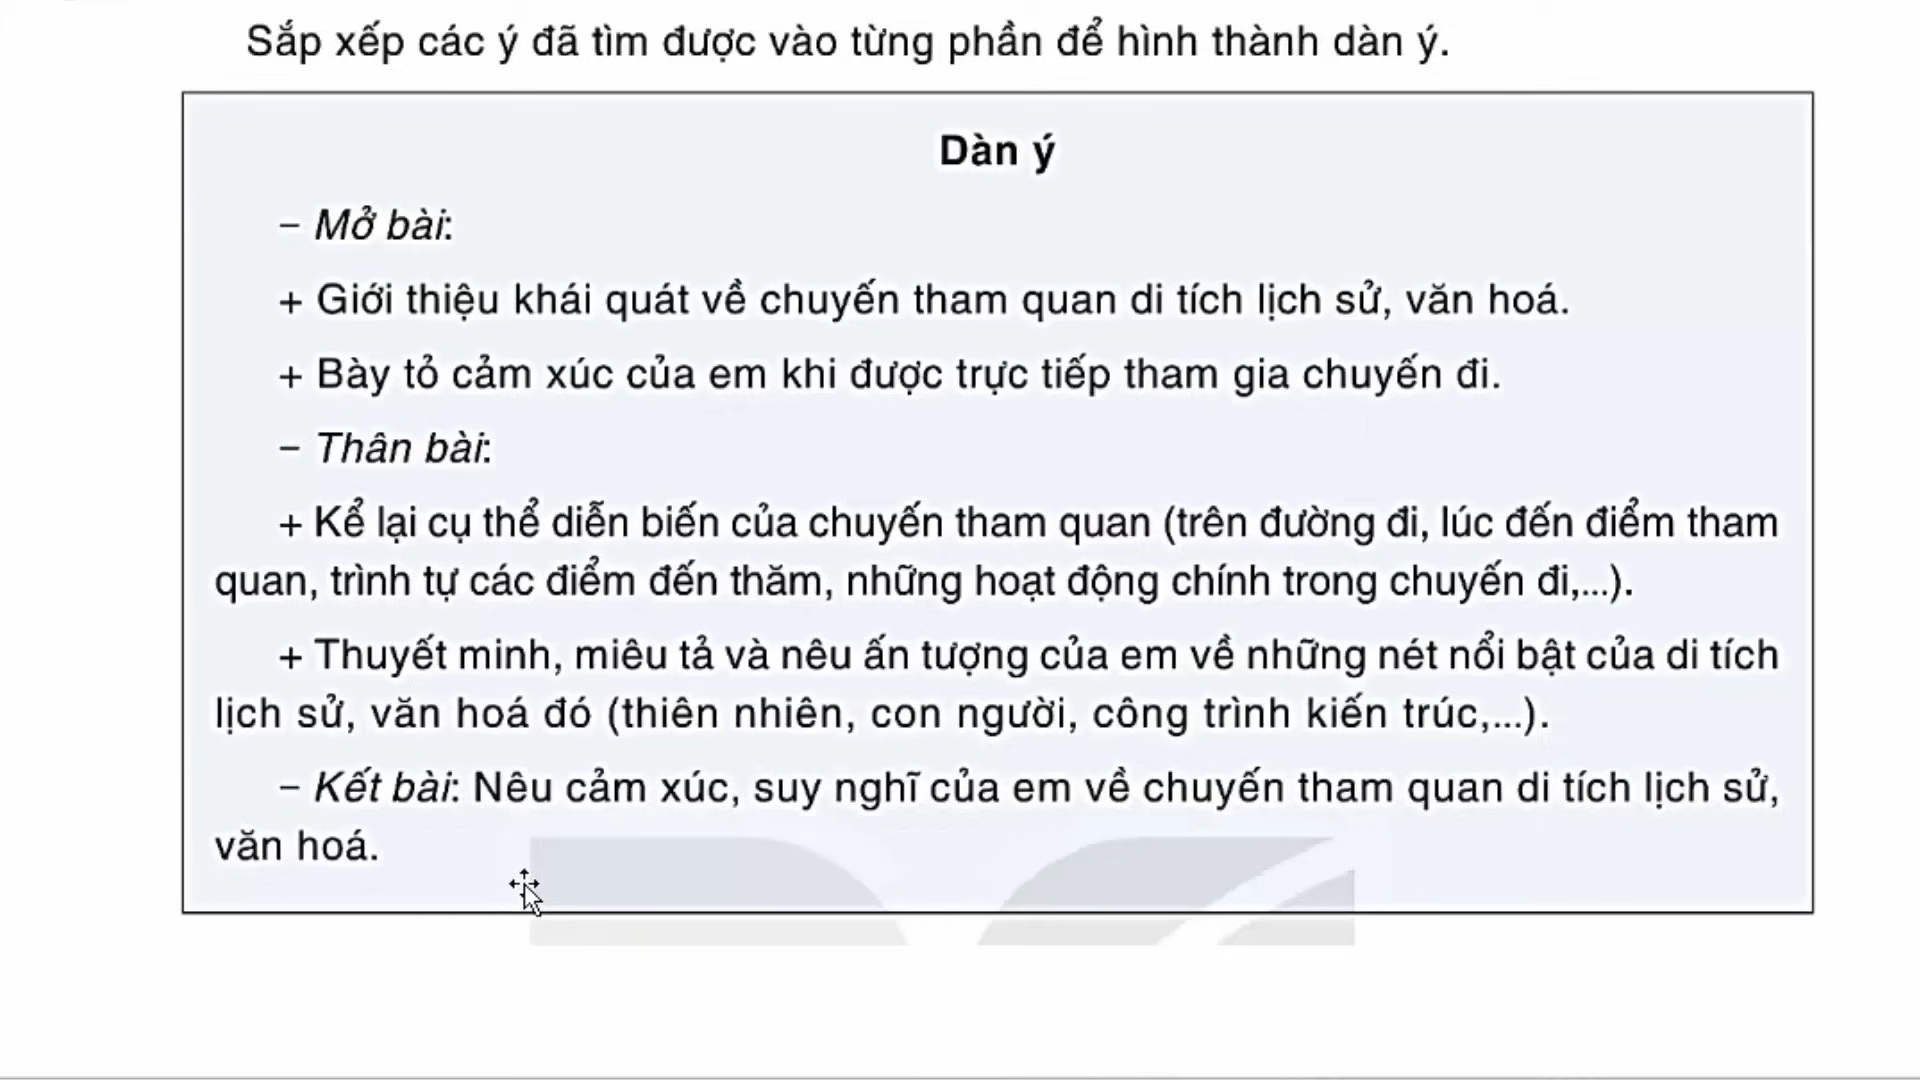 Sắp xếp các ý đã tìm được vào từng phần để hình thành dàn ý.
Dàn ý
– Mở bài:
+ Giới thiệu khái quát về chuyến tham quan di tích lịch sử, văn hoá.
+ Bày tỏ cảm xúc của em khi được trực tiếp tham gia chuyến đi.
– Thân bài:
+ Kể lại cụ thể diễn biến của chuyến tham quan (trên đường đi, lúc đến điểm tham
quan, trình tự các điểm đến thăm, những hoạt động chính trong chuyến đi,...).
+ Thuyết minh, miêu tả và nêu ấn tượng của em về những nét nổi bật của di tích
lịch sử, văn hoá đó (thiên nhiên, con người, công trình kiến trúc,...).
– Kết bài: Nêu cảm xúc, suy nghĩ của em về chuyến tham quan di tích lịch sử,
văn hoá.